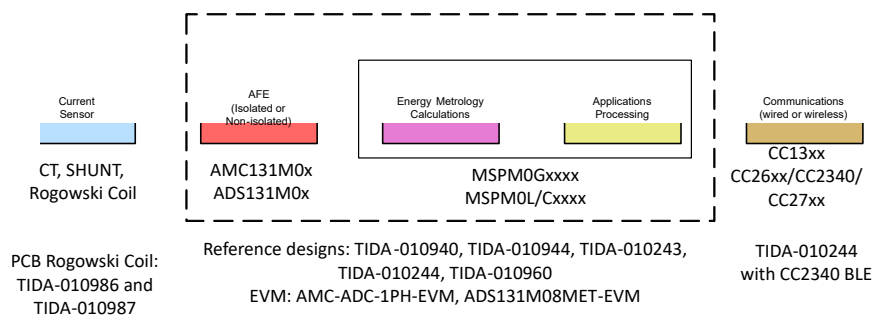 Current
Sensor
AFE
(Isolated or
Non-isolated)
Energy Metrology
Calculations
Applications
Processing
Communications
(wired or wireless)
CT, SHUNT,
Rogowski Coil
AMC131M0x
ADS131M0x
MSPM0Gxxxx
MSPM0L/Cxxxx
CC13xx
CC26xx/CC2340/
CC27xx
PCB Rogowski Coil:
TIDA-010986 and
TIDA-010987
Reference designs: TIDA-010940, TIDA-010944, TIDA-010243,
TIDA-010244, TIDA-010960
EVM: AMC-ADC-1PH-EVM, ADS131M08MET-EVM
TIDA-010244
with CC2340 BLE